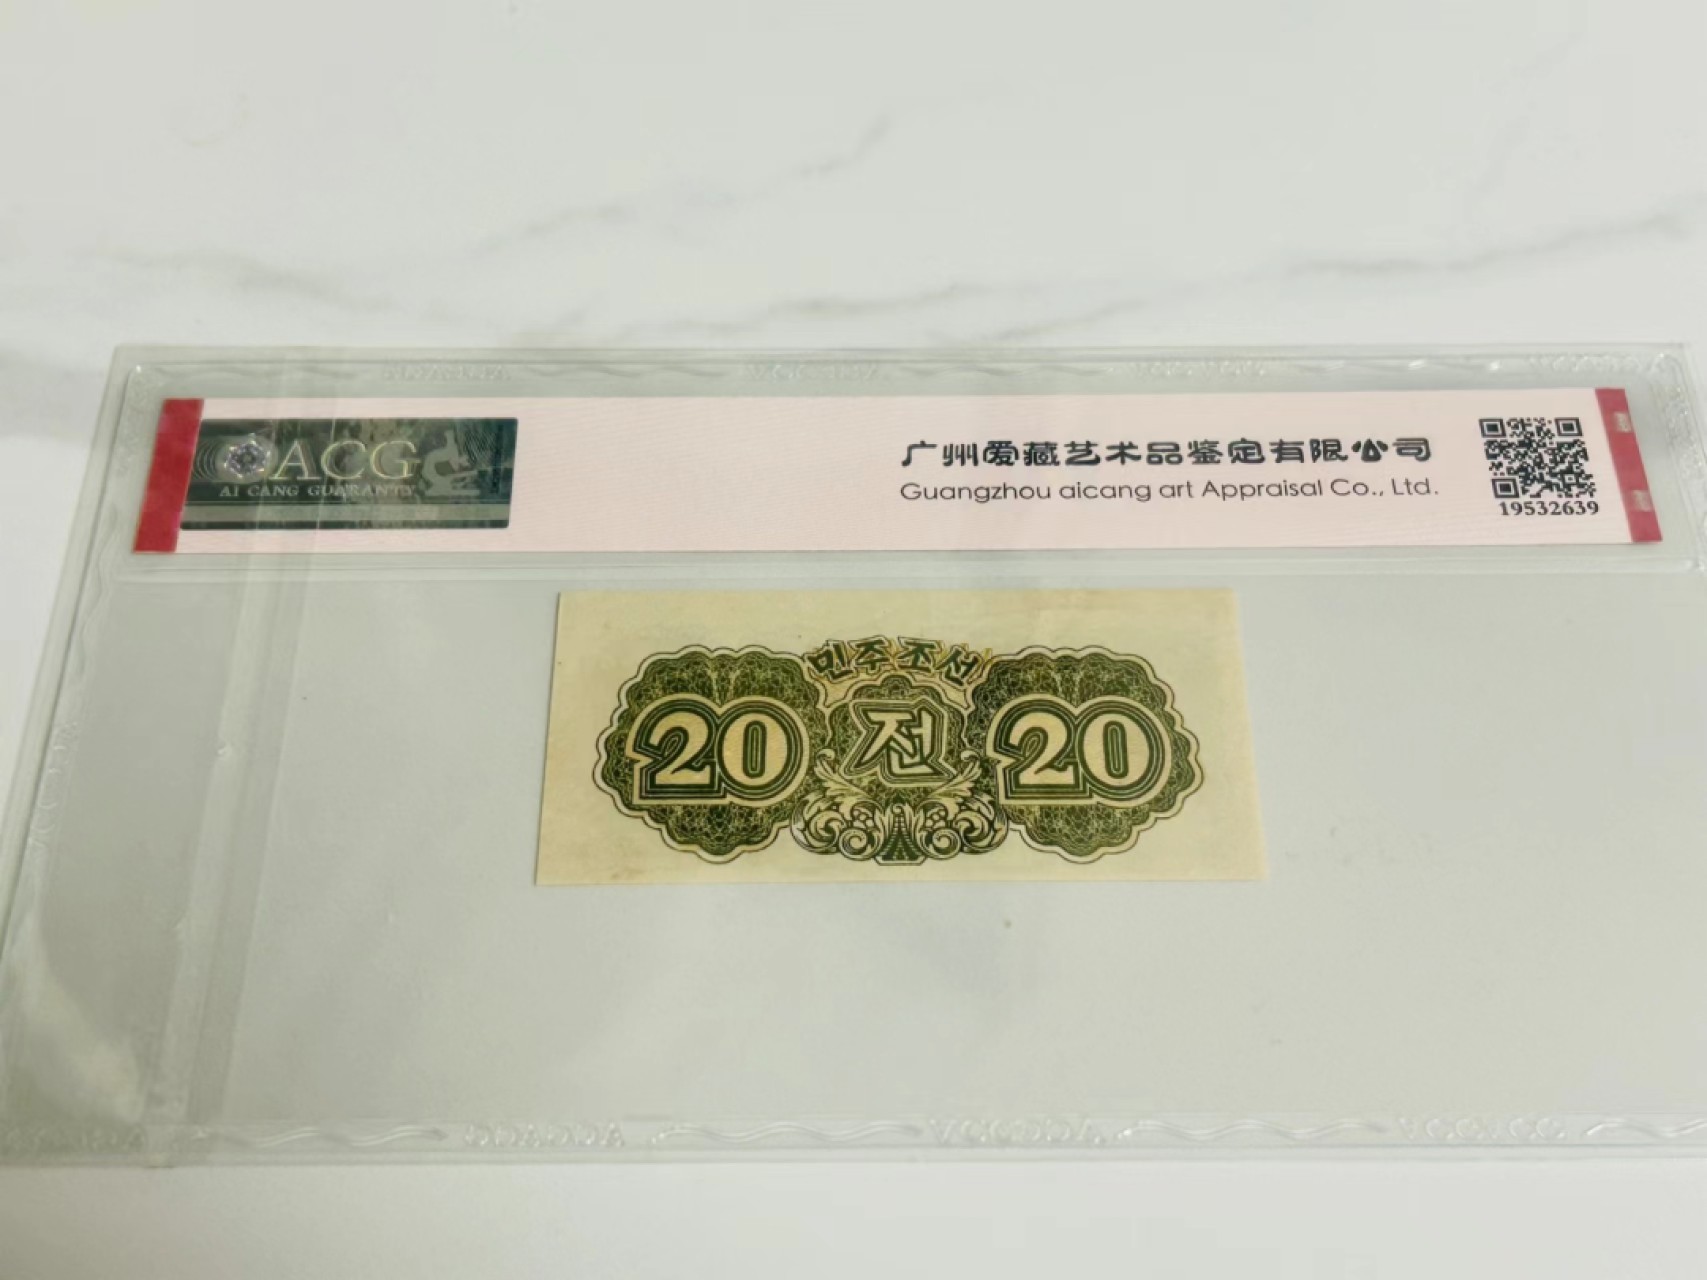 ACG
AI CANG GUARANTY
广州爱藏艺术品鉴定有限公司
Guangzhou aicang art Appraisal Co., Ltd.
19532639
민주조선
20 전 20